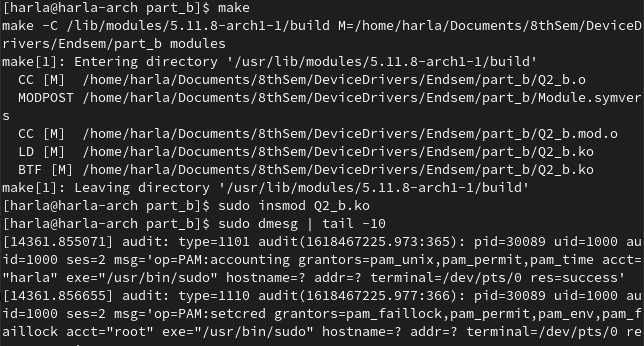 [harla@harla-arch part_b]$ make
make -C /lib/modules/5.11.8-arch1-1/build M=/home/harla/Documents/8thSem/DeviceD
rivers/Endsem/part_b modules
make[1]: Entering directory '/usr/lib/modules/5.11.8-arch1-1/build'
  CC [M]  /home/harla/Documents/8thSem/DeviceDrivers/Endsem/part_b/Q2_b.o
  MODPOST /home/harla/Documents/8thSem/DeviceDrivers/Endsem/part_b/Module.symver
s
  CC [M]  /home/harla/Documents/8thSem/DeviceDrivers/Endsem/part_b/Q2_b.mod.o
  LD [M]  /home/harla/Documents/8thSem/DeviceDrivers/Endsem/part_b/Q2_b.ko
  BTF [M] /home/harla/Documents/8thSem/DeviceDrivers/Endsem/part_b/Q2_b.ko
make[1]: Leaving directory '/usr/lib/modules/5.11.8-arch1-1/build'
[harla@harla-arch part_b]$ sudo insmod Q2_b.ko
[harla@harla-arch part_b]$ sudo dmesg | tail -10
[14361.855071] audit: type=1101 audit(1618467225.973:365): pid=30089 uid=1000 au
id=1000 ses=2 msg='op=PAM:accounting grantors=pam_unix,pam_permit,pam_time acct=
"harla" exe="/usr/bin/sudo" hostname=? addr=? terminal=/dev/pts/0 res=success'
[14361.856655] audit: type=1110 audit(1618467225.977:366): pid=30089 uid=1000 au
id=1000 ses=2 msg='op=PAM:setcred grantors=pam_faillock,pam_permit,pam_env,pam_f
aillock acct="root" exe="/usr/bin/sudo" hostname=? addr=? terminal=/dev/pts/0 re